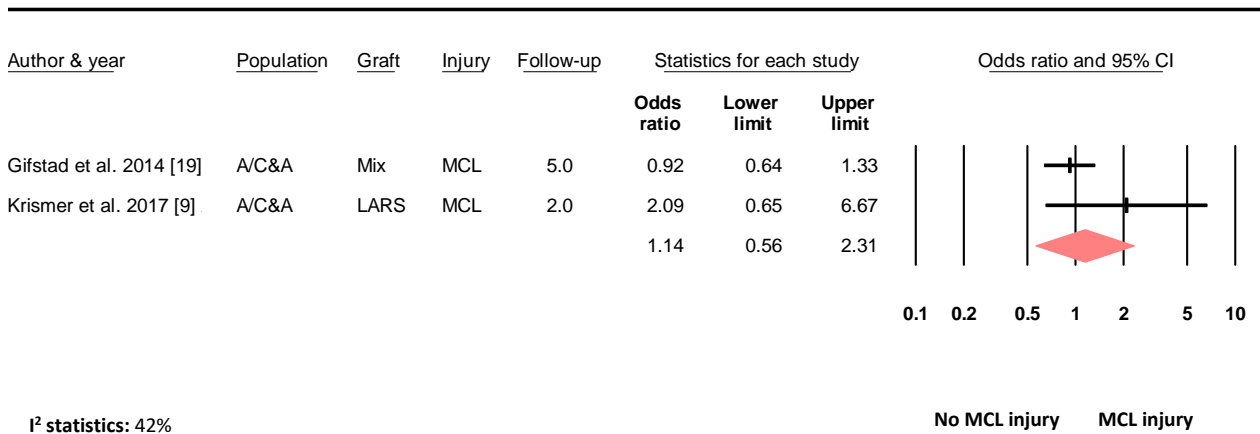 Author & year Population Graft Injury Follow-up Statistics for each study Odds ratio and 95% CI
Odds ratio Lower limit Upper limit
Gifstad et al. 2014 [19] A/C&A Mix MCL 5.0 0.92 0.64 1.33
Krismer et al. 2017 [9] A/C&A LARS MCL 2.0 2.09 0.65 6.67
1.14 0.56 2.31
0.1 0.2 0.5 1 2 5 10
No MCL injury MCL injury
I² statistics: 42%